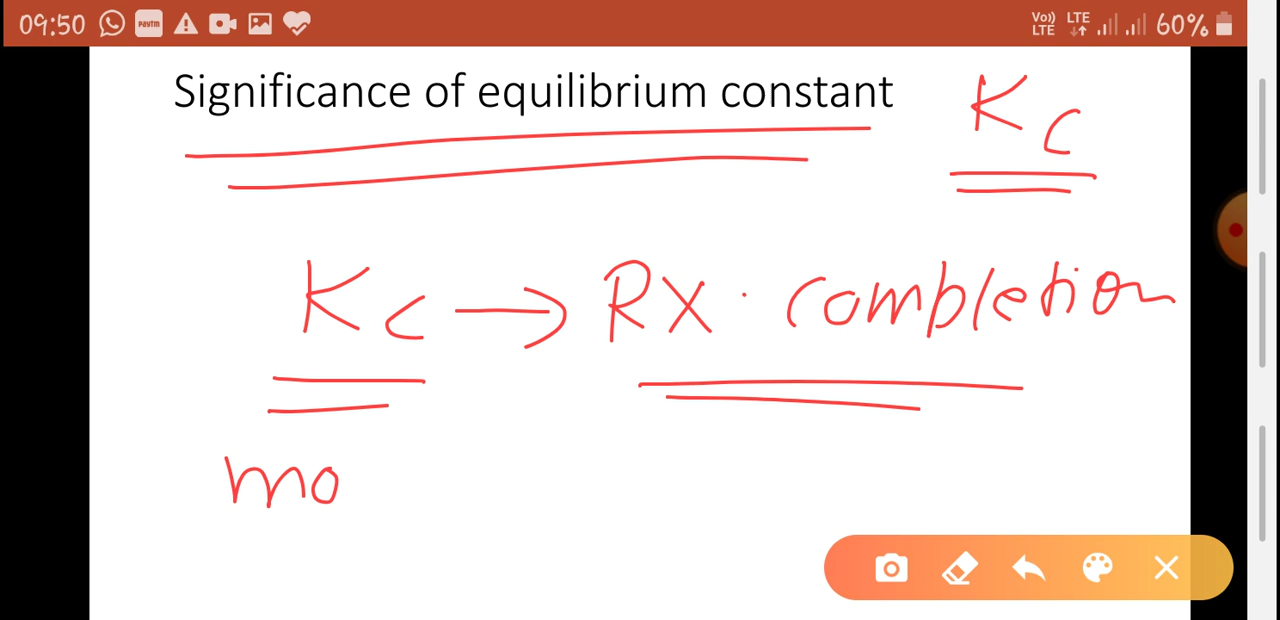 09:50 Paytm Vo)) LTE LTE 60%
Significance of equilibrium constant Kc
Kc → RX. combletion
mo